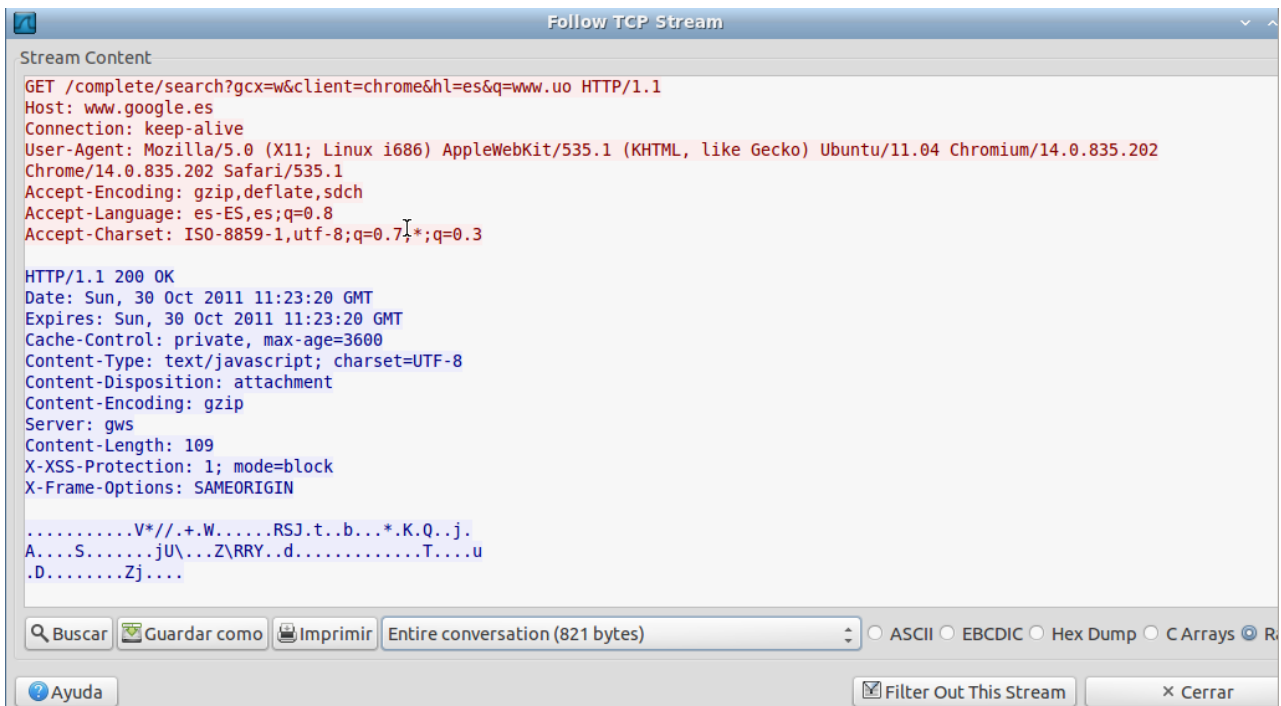 Follow TCP Stream
Stream Content
GET /complete/search?gcx=w&client=chrome&hl=es&q=www.uo HTTP/1.1
Host: www.google.es
Connection: keep-alive
User-Agent: Mozilla/5.0 (X11; Linux i686) AppleWebKit/535.1 (KHTML, like Gecko) Ubuntu/11.04 Chromium/14.0.835.202
Chrome/14.0.835.202 Safari/535.1
Accept-Encoding: gzip,deflate,sdch
Accept-Language: es-ES,es;q=0.8
Accept-Charset: ISO-8859-1,utf-8;q=0.7,*;q=0.3
HTTP/1.1 200 OK
Date: Sun, 30 Oct 2011 11:23:20 GMT
Expires: Sun, 30 Oct 2011 11:23:20 GMT
Cache-Control: private, max-age=3600
Content-Type: text/javascript; charset=UTF-8
Content-Disposition: attachment
Content-Encoding: gzip
Server: gws
Content-Length: 109
X-XSS-Protection: 1; mode=block
X-Frame-Options: SAMEORIGIN
...........V*//.+.W......RSJ.t..b...*.K.Q..j.
A....S.......jU\...Z\RRY..d.............T....u
.D........Zj....
Buscar Guardar como Imprimir Entire conversation (821 bytes) ASCII EBCDIC Hex Dump C Arrays
Ayuda Filter Out This Stream Cerrar